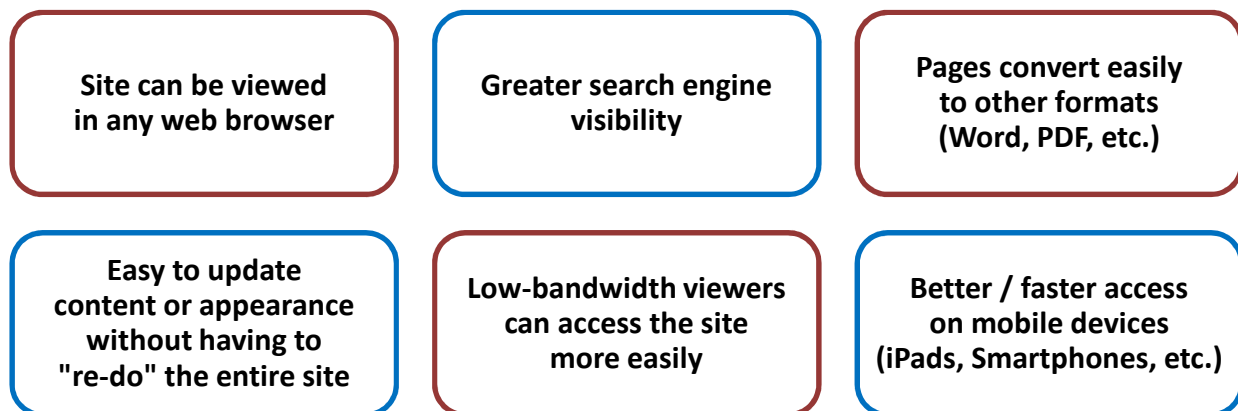 Site can be viewed
in any web browser
Greater search engine
visibility
Pages convert easily
to other formats
(Word, PDF, etc.)
Easy to update
content or appearance
without having to
"re-do" the entire site
Low-bandwidth viewers
can access the site
more easily
Better / faster access
on mobile devices
(iPads, Smartphones, etc.)